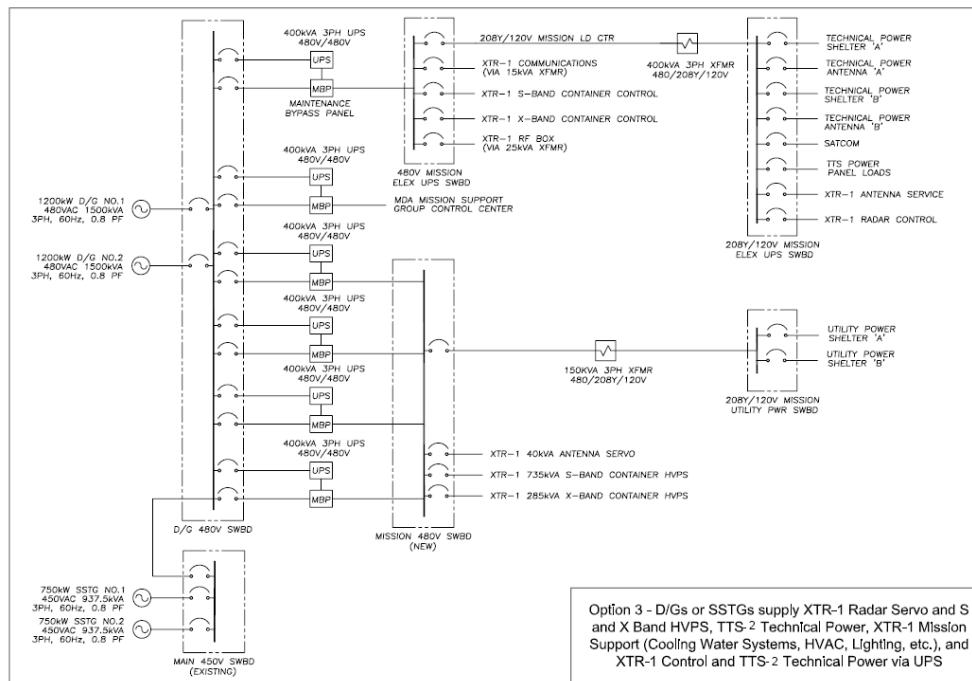 400kVA 3PH UPS
480V/480V
UPS
MBP
MAINTENANCE
BYPASS PANEL
208Y/120V MISSION LD CTR
XTR-1 COMMUNICATIONS
(VIA 15kVA XFMR)
XTR-1 S-BAND CONTAINER CONTROL
XTR-1 X-BAND CONTAINER CONTROL
XTR-1 RF BOX
(VIA 25kVA XFMR)
480V MISSION
ELEX UPS SWBD
400kVA 3PH XFMR
480/208Y/120V
TECHNICAL POWER
SHELTER 'A'
TECHNICAL POWER
ANTENNA 'A'
TECHNICAL POWER
SHELTER 'B'
TECHNICAL POWER
ANTENNA 'B'
SATCOM
TTS POWER
PANEL LOADS
XTR-1 ANTENNA SERVICE
XTR-1 RADAR CONTROL
208Y/120V MISSION
ELEX UPS SWBD
400kVA 3PH UPS
480V/480V
UPS
MBP
MDA MISSION SUPPORT
GROUP CONTROL CENTER
1200kW D/G NO.1
480VAC 1500kVA
3PH, 60Hz, 0.8 PF
1200kW D/G NO.2
480VAC 1500kVA
3PH, 60Hz, 0.8 PF
400kVA 3PH UPS
480V/480V
UPS
MBP
400kVA 3PH UPS
480V/480V
UPS
MBP
400kVA 3PH UPS
480V/480V
UPS
MBP
400kVA 3PH UPS
480V/480V
UPS
MBP
D/G 480V SWBD
150KVA 3PH XFMR
480/208Y/120V
UTILITY POWER
SHELTER 'A'
UTILITY POWER
SHELTER 'B'
208Y/120V MISSION
UTILITY PWR SWBD
XTR-1 40kVA ANTENNA SERVO
XTR-1 735kVA S-BAND CONTAINER HVPS
XTR-1 285kVA X-BAND CONTAINER HVPS
MISSION 480V SWBD
(NEW)
750kW SSTG NO.1
450VAC 937.5kVA
3PH, 60Hz, 0.8 PF
750kW SSTG NO.2
450VAC 937.5kVA
3PH, 60Hz, 0.8 PF
MAIN 450V SWBD
(EXISTING)
Option 3 - D/Gs or SSTGs supply XTR-1 Radar Servo and S
and X Band HVPS, TTS-2 Technical Power, XTR-1 Mission
Support (Cooling Water Systems, HVAC, Lighting, etc.), and
XTR-1 Control and TTS-2 Technical Power via UPS